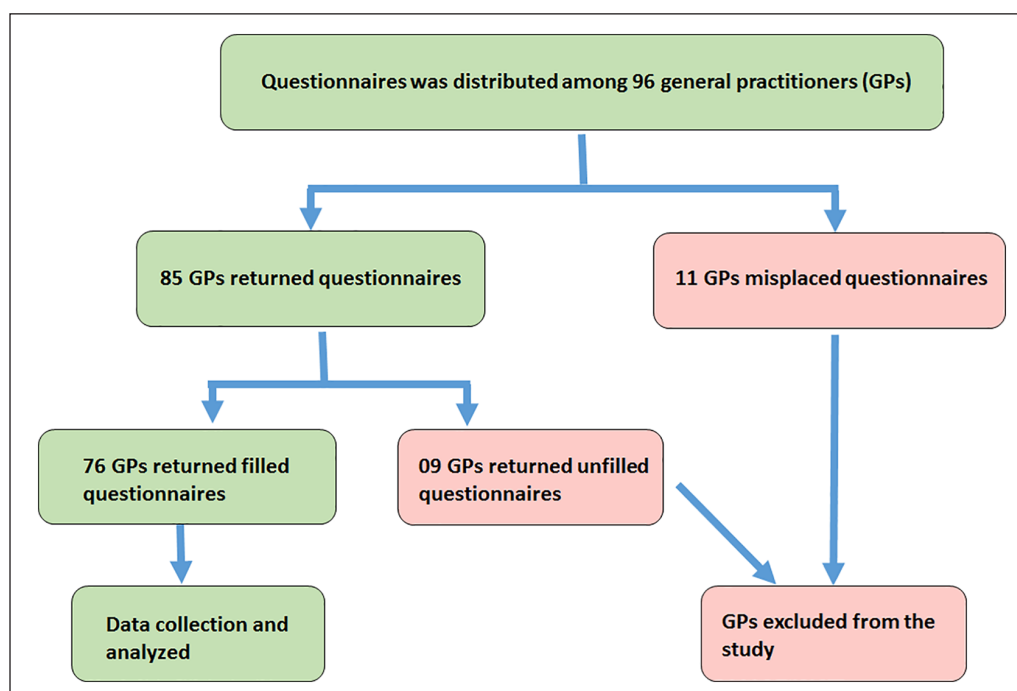 Questionnaires was distributed among 96 general practitioners (GPs)
85 GPs returned questionnaires
11 GPs misplaced questionnaires
76 GPs returned filled
questionnaires
09 GPs returned unfilled
questionnaires
Data collection and
analyzed
GPs excluded from the
study